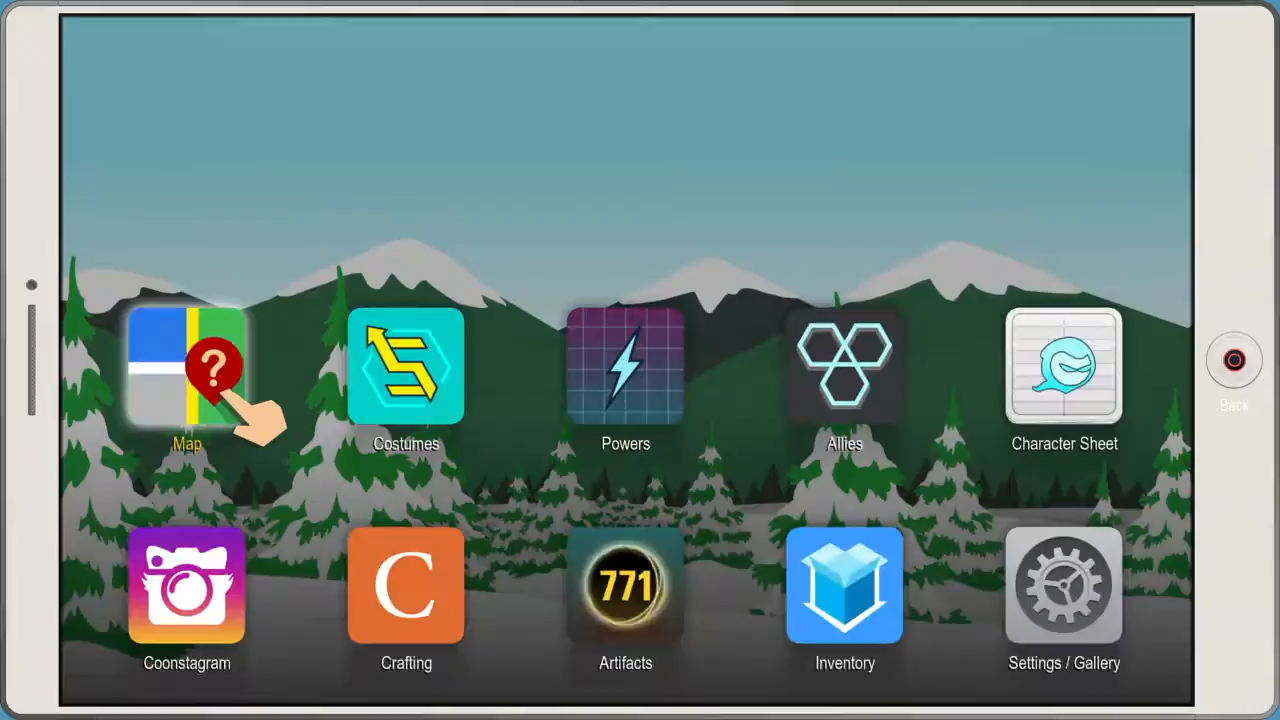 ?
Map
Costumes
Powers
Allies
Character Sheet
Back
C
771
Coonstagram
Crafting
Artifacts
Inventory
Settings / Gallery